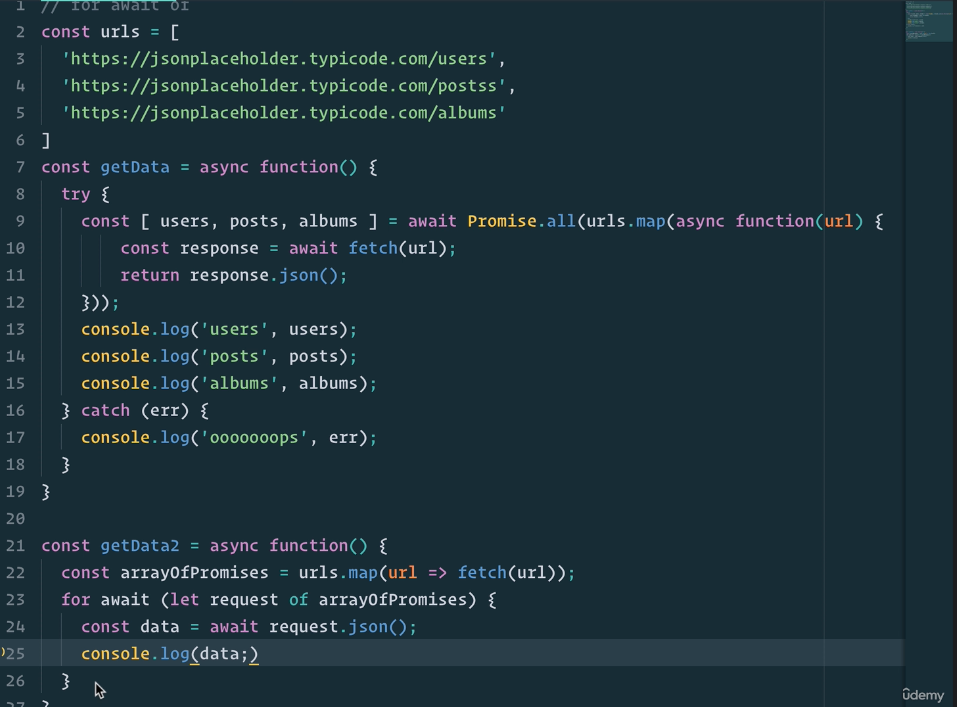 1 // for await of
2 const urls = [
3   'https://jsonplaceholder.typicode.com/users',
4   'https://jsonplaceholder.typicode.com/postss',
5   'https://jsonplaceholder.typicode.com/albums'
6 ]
7 const getData = async function() {
8   try {
9     const [ users, posts, albums ] = await Promise.all(urls.map(async function(url) {
10         const response = await fetch(url);
11         return response.json();
12     }));
13     console.log('users', users);
14     console.log('posts', posts);
15     console.log('albums', albums);
16   } catch (err) {
17     console.log('ooooooops', err);
18   }
19 }
20
21 const getData2 = async function() {
22   const arrayOfPromises = urls.map(url => fetch(url));
23   for await (let request of arrayOfPromises) {
24     const data = await request.json();
25     console.log(data;)
26   }
27 }
ûdemy